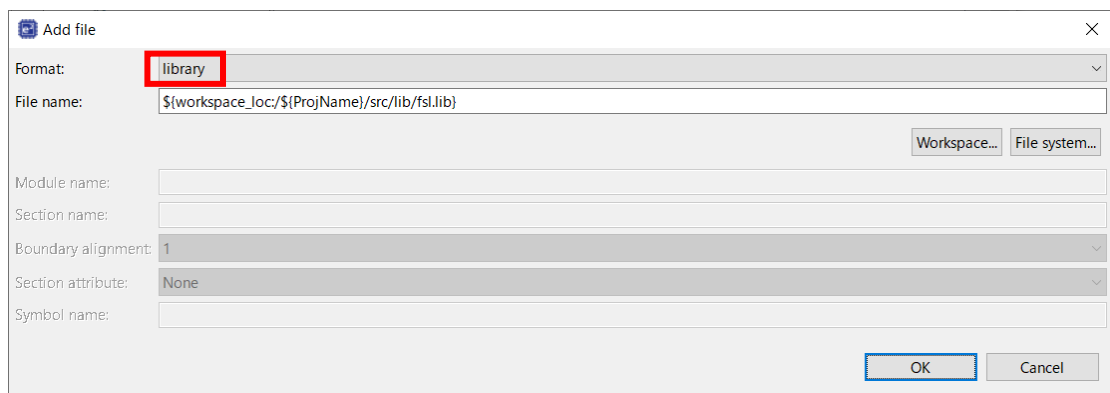 Add file
Format: library
File name: ${workspace_loc:/${ProjName}/src/lib/fsl.lib}
Workspace... File system...
Module name:
Section name:
Boundary alignment: 1
Section attribute: None
Symbol name:
OK Cancel